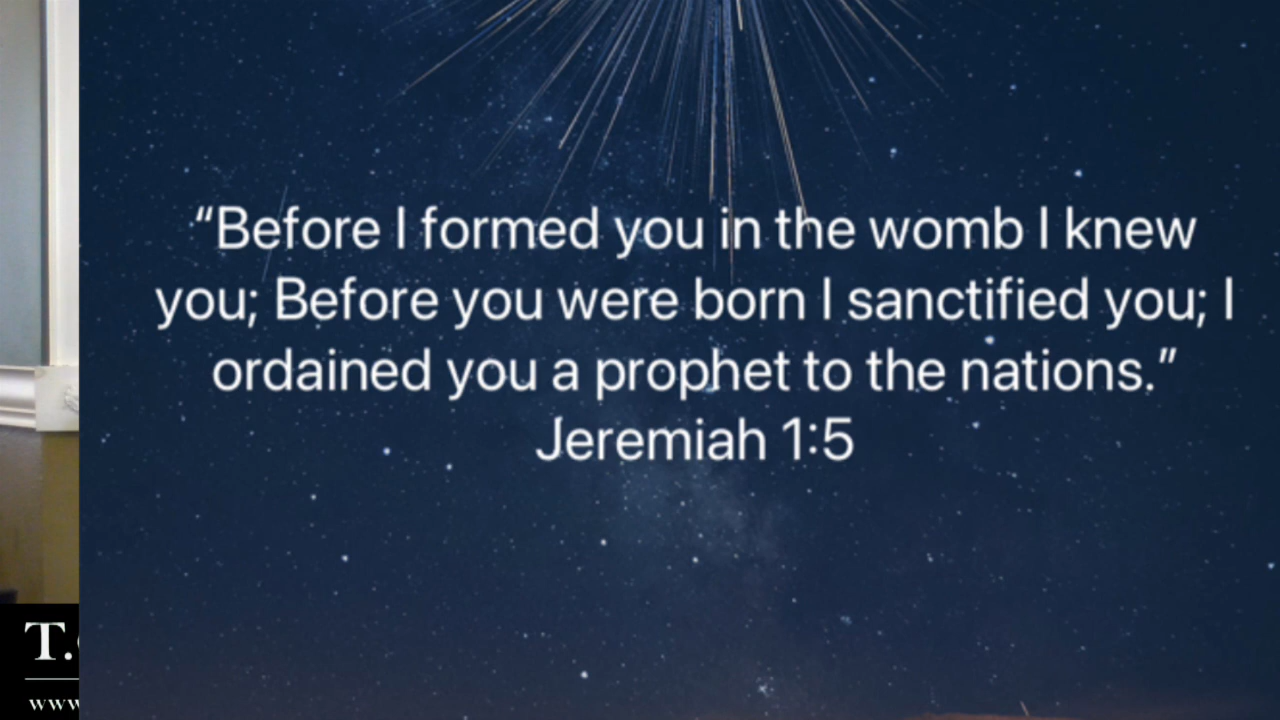 “Before I formed you in the womb I knew
you; Before you were born I sanctified you; I
ordained you a prophet to the nations.”
Jeremiah 1:5
T.
www